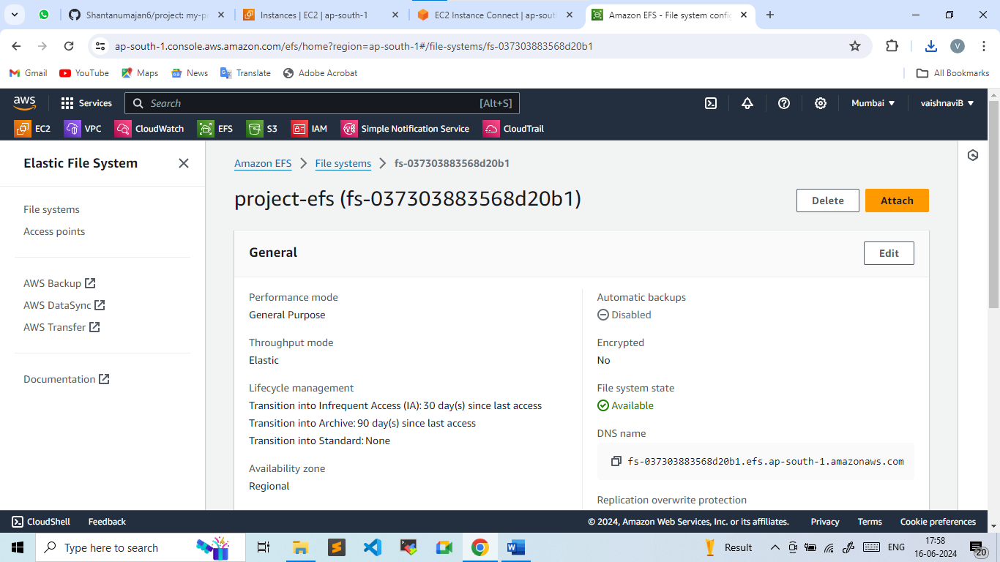 Shantanumajan6/project: my-pr
Instances | EC2 | ap-south-1
EC2 Instance Connect | ap-sout
Amazon EFS - File system config
ap-south-1.console.aws.amazon.com/efs/home?region=ap-south-1#/file-systems/fs-037303883568d20b1
V
Gmail
YouTube
Maps
News
Translate
Adobe Acrobat
All Bookmarks
aws
Services
Search
[Alt+S]
Mumbai
vaishnaviB
EC2
VPC
CloudWatch
EFS
S3
IAM
Simple Notification Service
CloudTrail
Elastic File System
File systems
Access points
AWS Backup
AWS DataSync
AWS Transfer
Documentation
Amazon EFS
File systems
fs-037303883568d20b1
project-efs (fs-037303883568d20b1)
Delete
Attach
General
Edit
Performance mode
General Purpose
Throughput mode
Elastic
Lifecycle management
Transition into Infrequent Access (IA): 30 day(s) since last access
Transition into Archive: 90 day(s) since last access
Transition into Standard: None
Availability zone
Regional
Automatic backups
Disabled
Encrypted
No
File system state
Available
DNS name
fs-037303883568d20b1.efs.ap-south-1.amazonaws.com
Replication overwrite protection
CloudShell
Feedback
© 2024, Amazon Web Services, Inc. or its affiliates.
Privacy
Terms
Cookie preferences
Type here to search
Result
ENG
17:58
16-06-2024
20